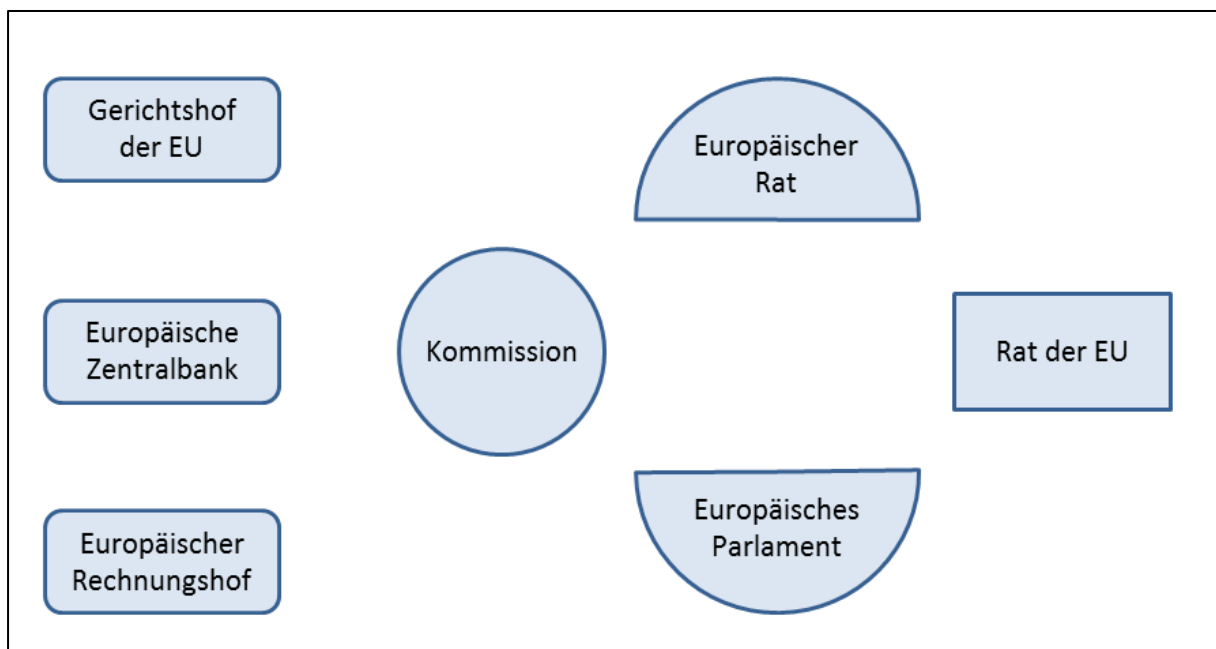 Gerichtshof
der EU
Europäischer
Rat
Kommission
Europäische
Zentralbank
Rat der EU
Europäischer
Rechnungshof
Europäisches
Parlament